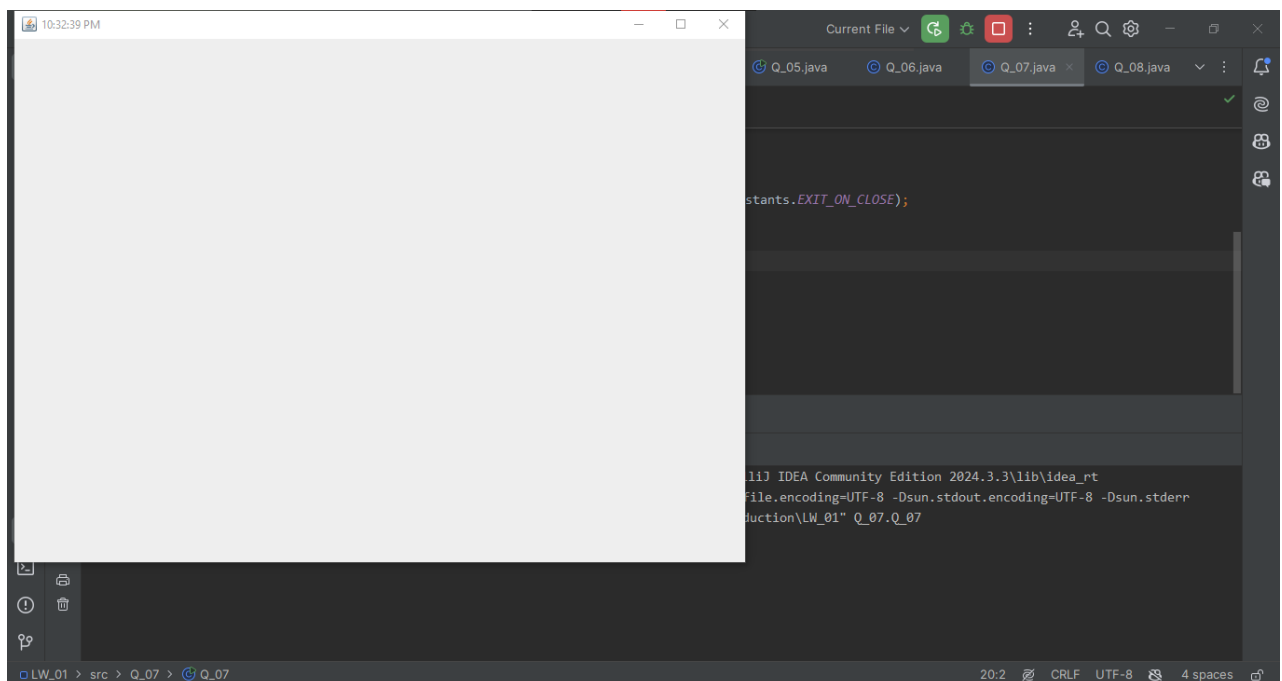 10:32:39 PM
Current File
Q_05.java
Q_06.java
Q_07.java
Q_08.java
stants.EXIT_ON_CLOSE);
liJ IDEA Community Edition 2024.3.3\lib\idea_rt
file.encoding=UTF-8 -Dsun.stdout.encoding=UTF-8 -Dsun.stderr
duction\LW_01" Q_07.Q_07
LW_01 > src > Q_07 > Q_07
20:2 CRLF UTF-8 4 spaces